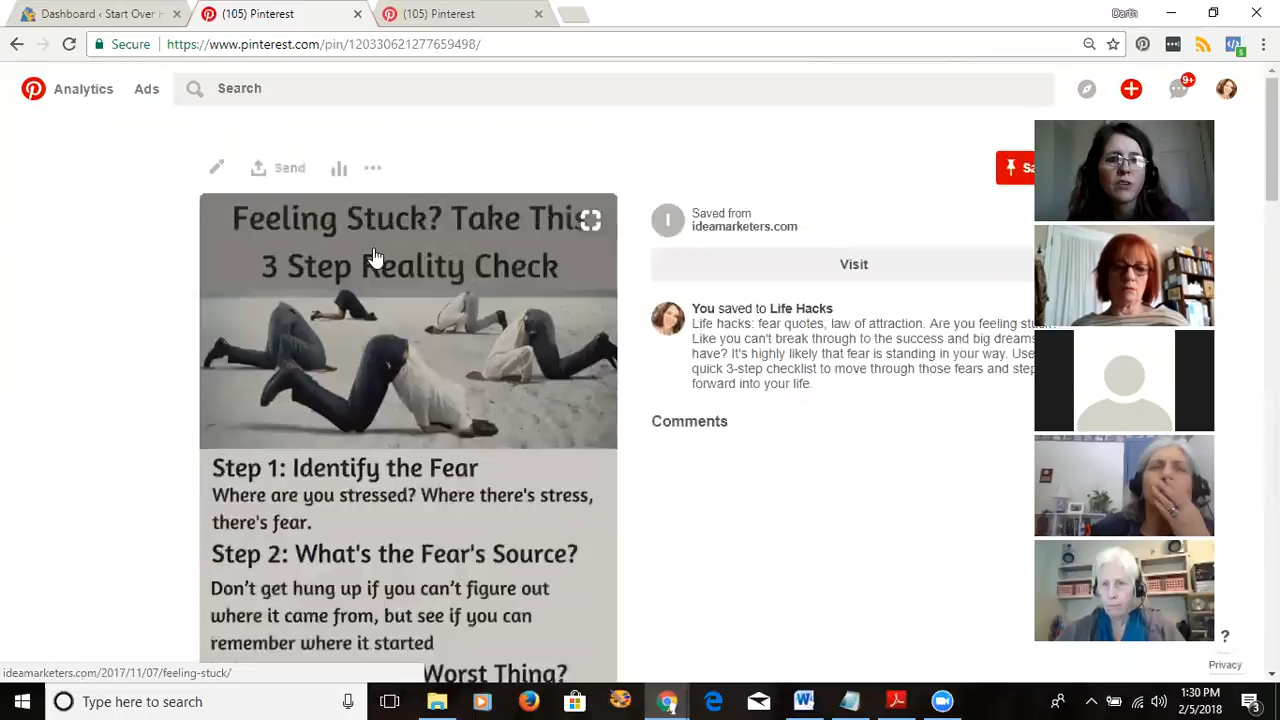 Dashboard ‹ Start Over
(105) Pinterest
(105) Pinterest
Darth
Secure
https://www.pinterest.com/pin/120330621277659498/
Analytics
Ads
Search
9+
Send
Feeling Stuck? Take This
3 Step Reality Check
Step 1: Identify the Fear
Where are you stressed? Where there's stress,
there's fear.
Step 2: What's the Fear's Source?
Don't get hung up if you can't figure out
where it came from, but see if you can
remember where it started
Worst Thing?
Saved from
ideamarketers.com
I
Visit
You saved to Life Hacks
Life hacks: fear quotes, law of attraction. Are you feeling
Like you can't break through to the success and big dreams
have? It's highly likely that fear is standing in your way. Use
quick 3-step checklist to move through those fears and step
forward into your life.
Comments
?
Privacy
ideamarketers.com/2017/11/07/feeling-stuck/
Type here to search
1:30 PM
2/5/2018
3